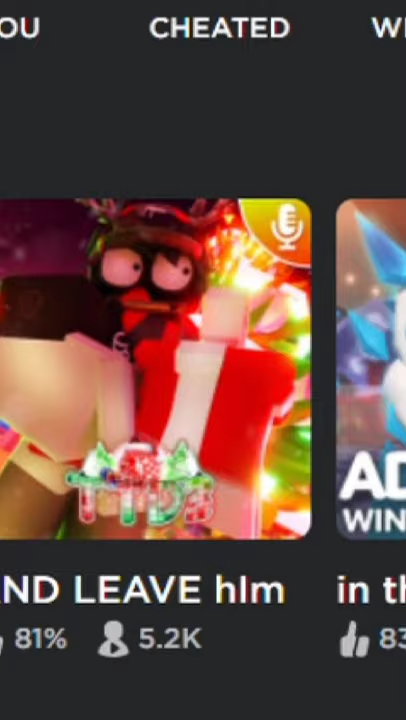 OU CHEATED WI
TTD3
AD
WIN
ND LEAVE hIm in th
81% 5.2K 83